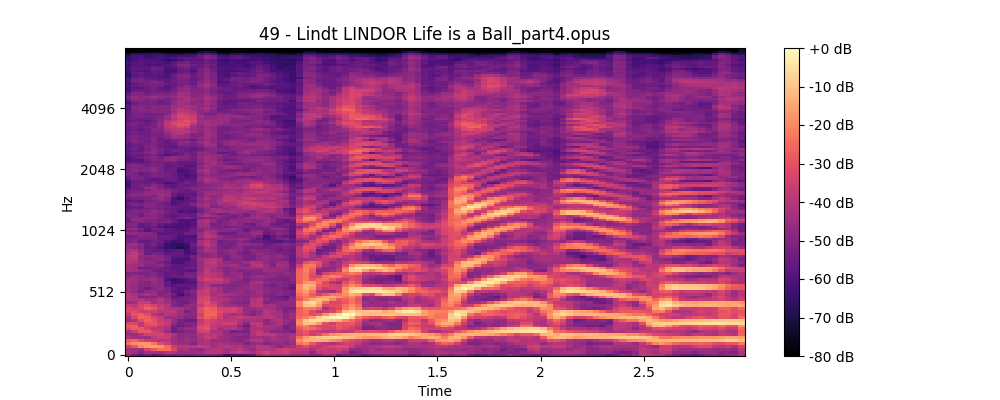 49 - Lindt LINDOR Life is a Ball_part4.opus
Hz
4096
2048
1024
512
0
0
0.5
1
1.5
2
2.5
Time
+0 dB
-10 dB
-20 dB
-30 dB
-40 dB
-50 dB
-60 dB
-70 dB
-80 dB